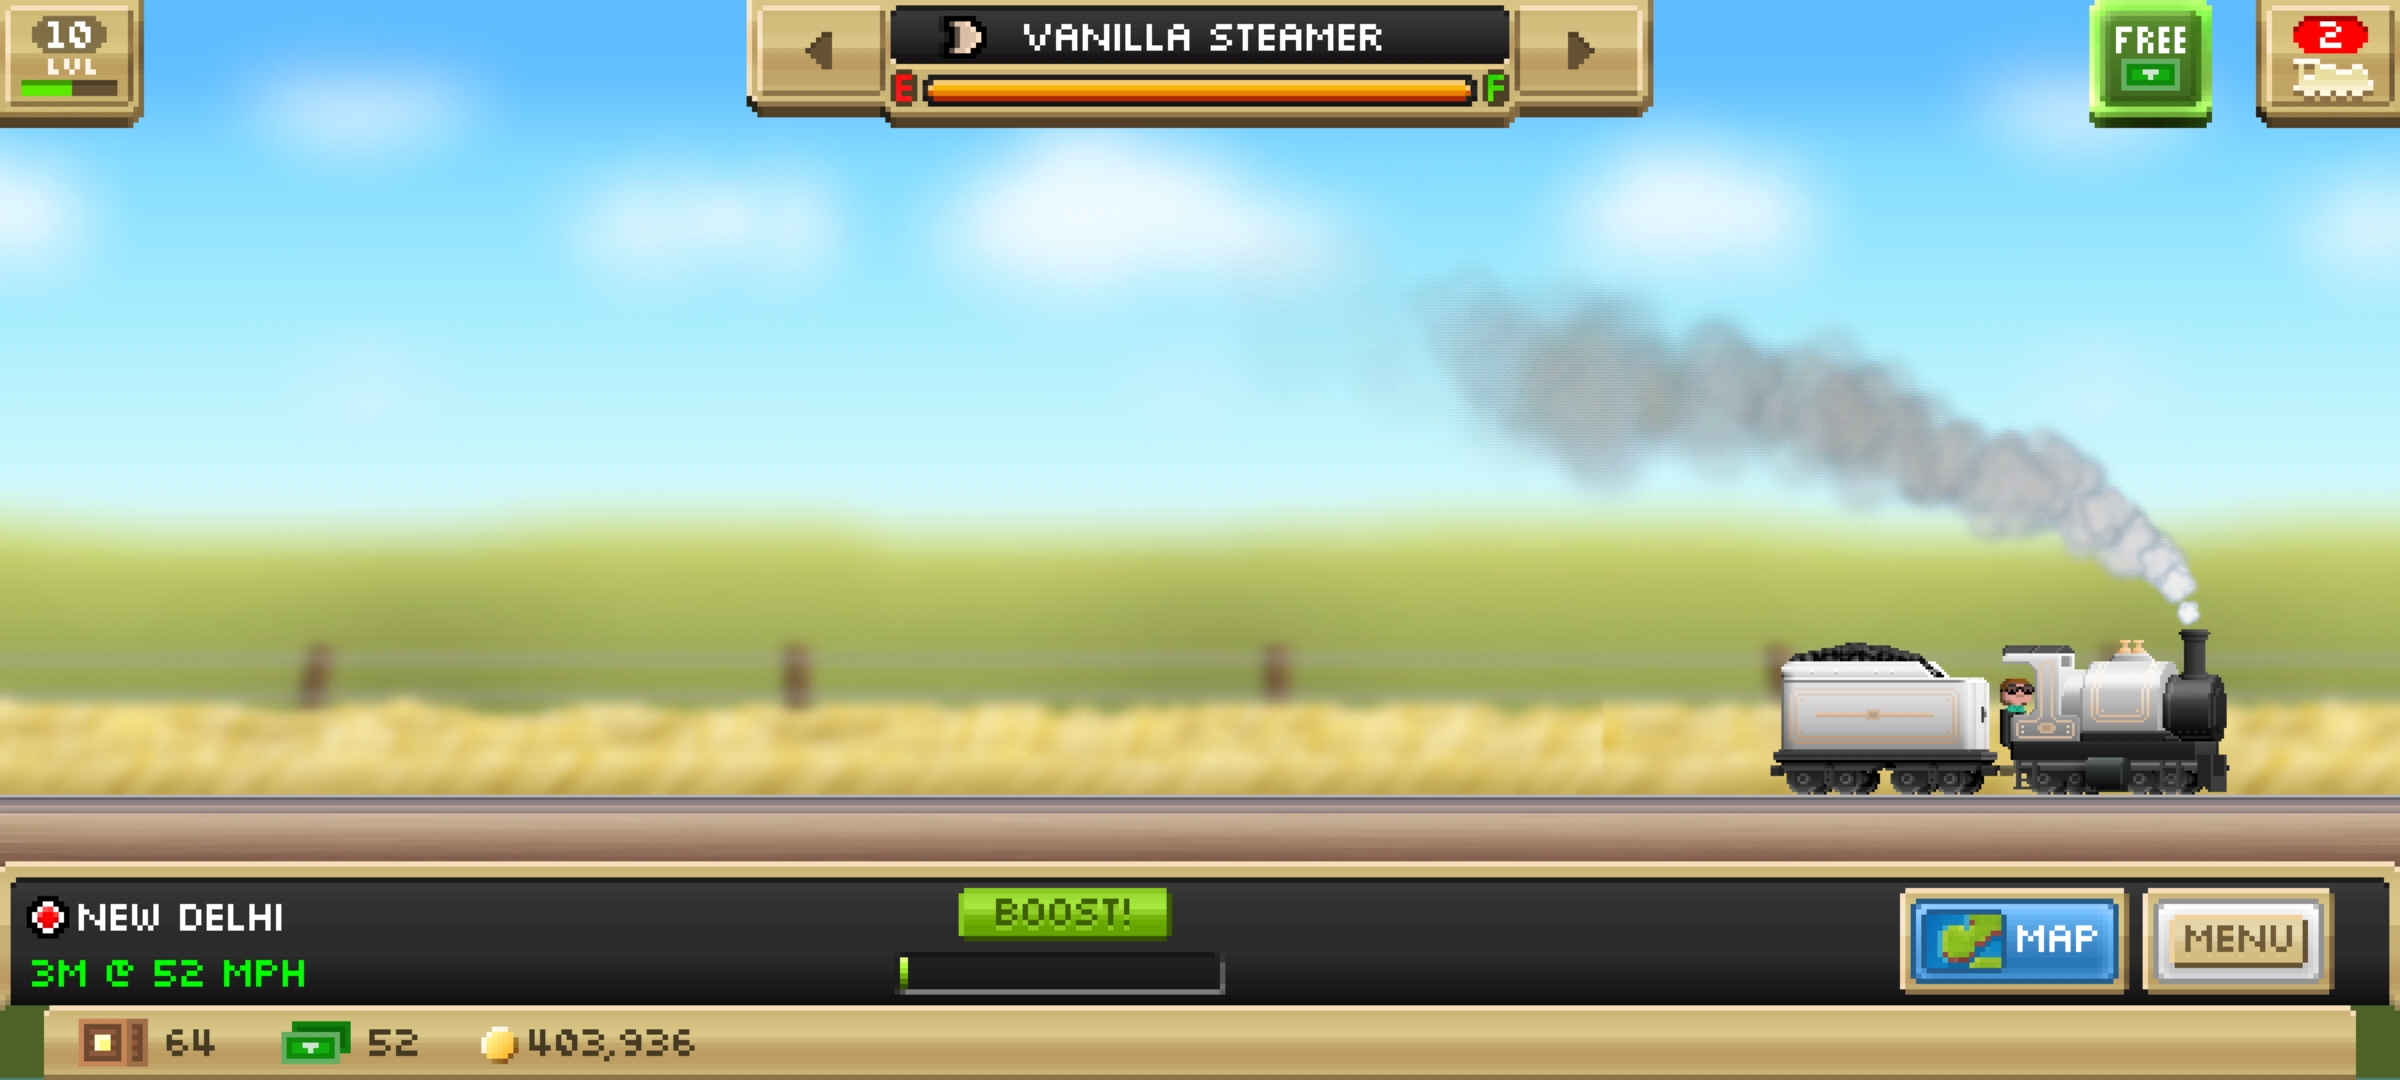 10
LVL
VANILLA STEAMER
E F
FREE
2
NEW DELHI
3M @ 52 MPH
BOOST!
MAP
MENU
64
52
403,936